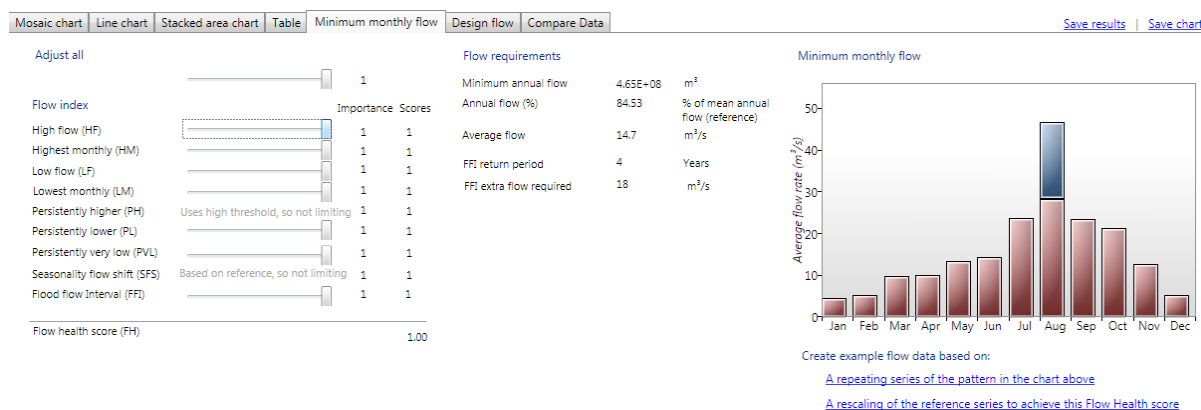 Mosaic chart
Line chart
Stacked area chart
Table
Minimum monthly flow
Design flow
Compare Data
Save results | Save chart
Adjust all
1
Flow index
Importance Scores
High flow (HF) 1 1
Highest monthly (HM) 1 1
Low flow (LF) 1 1
Lowest monthly (LM) 1 1
Persistently higher (PH) Uses high threshold, so not limiting 1 1
Persistently lower (PL) 1 1
Persistently very low (PVL) 1 1
Seasonality flow shift (SFS) Based on reference, so not limiting 1 1
Flood flow Interval (FFI) 1 1
Flow health score (FH) 1.00
Flow requirements
Minimum annual flow 4.65E+08 m³
Annual flow (%) 84.53 % of mean annual
flow (reference)
Average flow 14.7 m³/s
FFI return period 4 Years
FFI extra flow required 18 m³/s
Minimum monthly flow
Average flow rate (m³/s)
50
40
30
20
10
0
Jan Feb Mar Apr May Jun Jul Aug Sep Oct Nov Dec
Create example flow data based on:
A repeating series of the pattern in the chart above
A rescaling of the reference series to achieve this Flow Health score